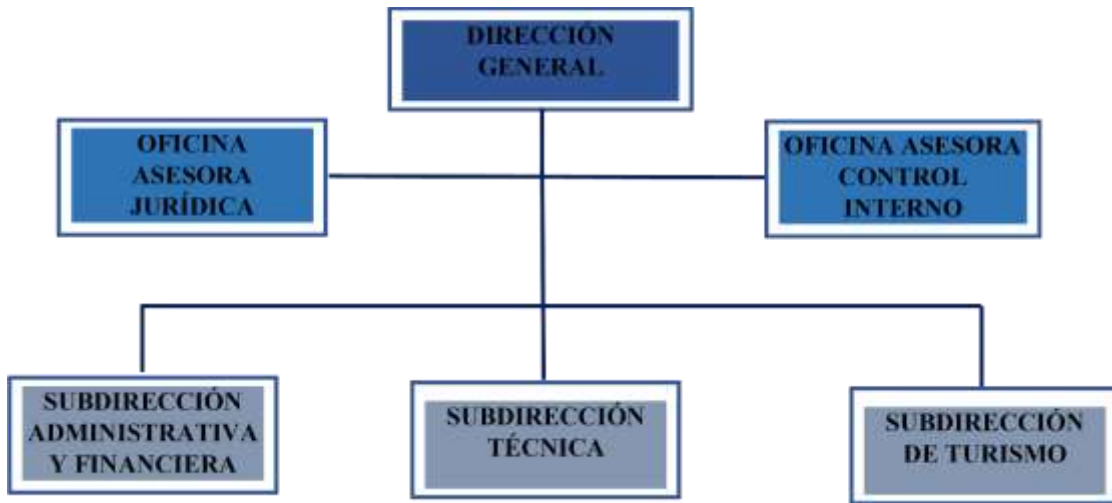 DIRECCIÓN
GENERAL
OFICINA
ASESORA
JURÍDICA
OFICINA ASESORA
CONTROL
INTERNO
SUBDIRECCIÓN
ADMINISTRATIVA
Y FINANCIERA
SUBDIRECCIÓN
TÉCNICA
SUBDIRECCIÓN
DE TURISMO